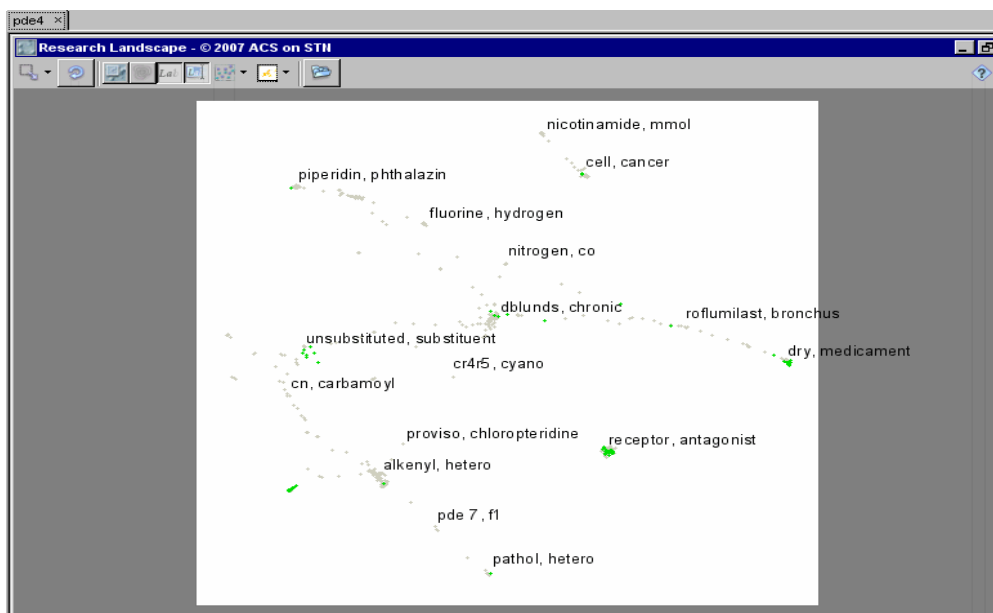 pde4 ×
Research Landscape - © 2007 ACS on STN
nicotinamide, mmol
cell, cancer
piperidin, phthalazin
fluorine, hydrogen
nitrogen, co
dblunds, chronic
roflumilast, bronchus
unsubstituted, substituent
dry, medicament
cr4r5, cyano
cn, carbamoyl
proviso, chloropteridine
receptor, antagonist
alkenyl, hetero
pde 7, f1
pathol, hetero